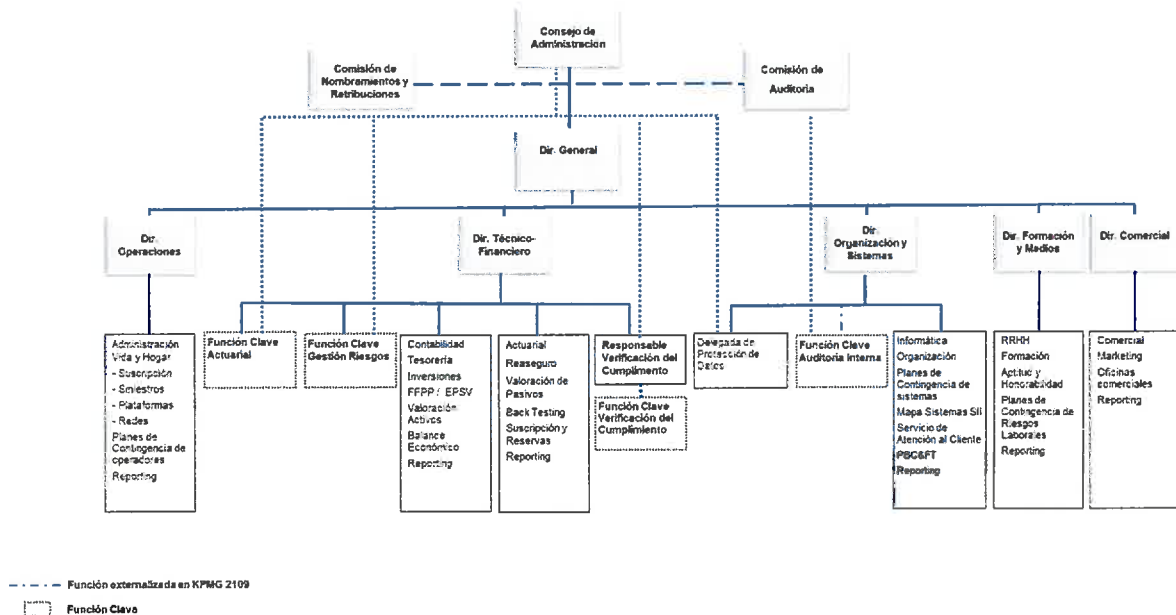 Consejo de
Administracion
Comisión de
Nombramientos y
Retribuciones
Comisión de
Auditoria
Dir. General
Dir.
Operaciones
Dir. Técnico-
Financiero
Dir.
Organización y
Sistemas
Dir. Formación
y Medios
Dir. Comercial
Administración
Vida y Hogar
- Suscripción
- Siniestros
- Plataformas
- Redes
Planes de
Contingencia de
operadores
Reporting
Función Clave
Actuarial
Función Clave
Gestión Riesgos
Contabilidad
Tesorería
Inversiones
FFPP / EPSV
Valoración
Activos
Balance
Económico
Reporting
Actuarial
Reaseguro
Valoración de
Pasivos
Back Testing
Suscripción y
Reservas
Reporting
Responsable
Verificación del
Cumplimento
Función Clave
Verificación del
Cumplimiento
Delegada de
Protección de
Datos
Función Clave
Auditoria Interna
Informática
Organización
Planes de
Contingencia de
sistemas
Mapa Sistemas SII
Servicio de
Atención al Cliente
PBC&FT
Reporting
RRHH
Formación
Aptitud y
Honorabilidad
Planes de
Contingencia de
Riesgos
Laborales
Reporting
Comercial
Marketing
Oficinas
comerciales
Reporting
Función externalizada en KPMG 2109
Función Clava